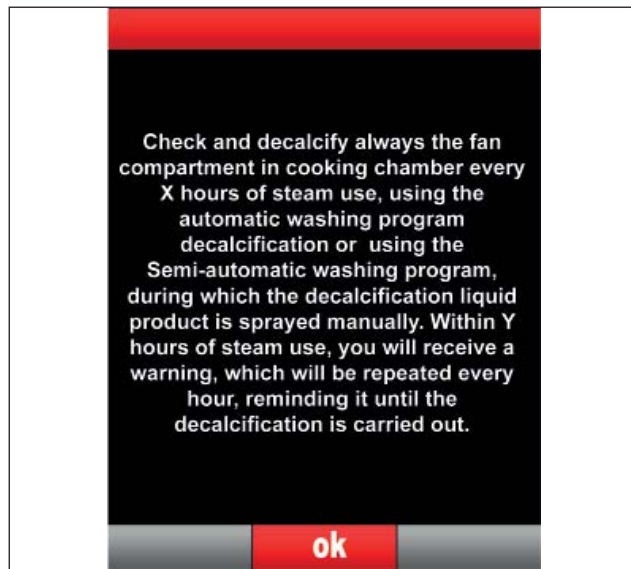 Check and decalcify always the fan
compartment in cooking chamber every
X hours of steam use, using the
automatic washing program
decalcification or using the
Semi-automatic washing program,
during which the decalcification liquid
product is sprayed manually. Within Y
hours of steam use, you will receive a
warning, which will be repeated every
hour, reminding it until the
decalcification is carried out.
ok